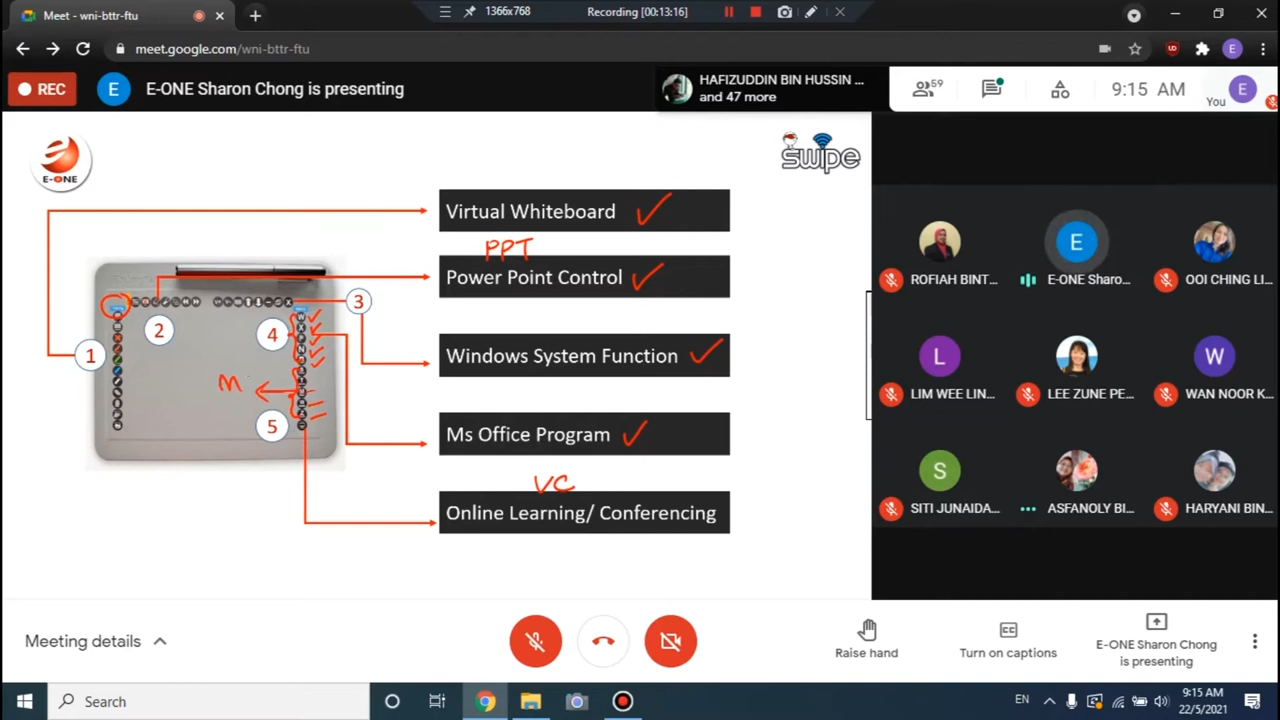 Meet - wni-bttr-ftu
1366x768
Recording [00:13:16]
meet.google.com/wni-bttr-ftu
REC
E
E-ONE Sharon Chong is presenting
HAFIZUDDIN BIN HUSSIN ...
and 47 more
59
9:15 AM
You
E
E-ONE
swipe
Virtual Whiteboard
PPT
Power Point Control
Windows System Function
Ms Office Program
VC
Online Learning/ Conferencing
1
2
3
4
5
m
W
X
P
N
ROFIAH BINT...
E
E-ONE Sharo...
OOI CHING LI...
L
LIM WEE LIN...
LEE ZUNE PE...
W
WAN NOOR K...
S
SITI JUNAIDA...
ASFANOLY BI...
HARYANI BIN...
Meeting details
Raise hand
CC
Turn on captions
E-ONE Sharon Chong
is presenting
Search
EN
9:15 AM
22/5/2021